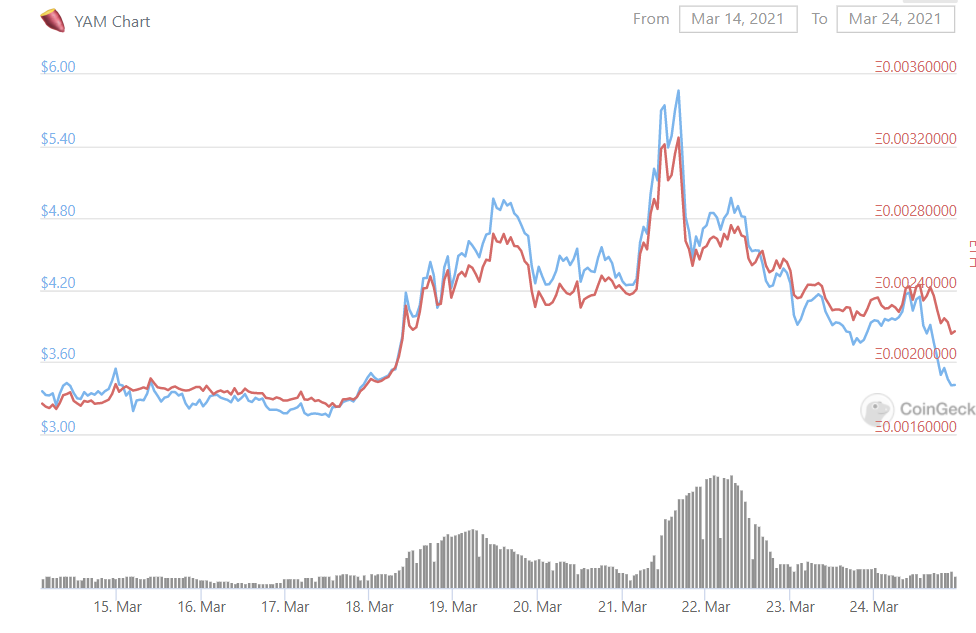 YAM Chart
From Mar 14, 2021 To Mar 24, 2021
$6.00 Ξ0.00360000
$5.40 Ξ0.00320000
$4.80 Ξ0.00280000
ETH
$4.20 Ξ0.00240000
$3.60 Ξ0.00200000
CoinGeck
$3.00 Ξ0.00160000
15. Mar 16. Mar 17. Mar 18. Mar 19. Mar 20. Mar 21. Mar 22. Mar 23. Mar 24. Mar